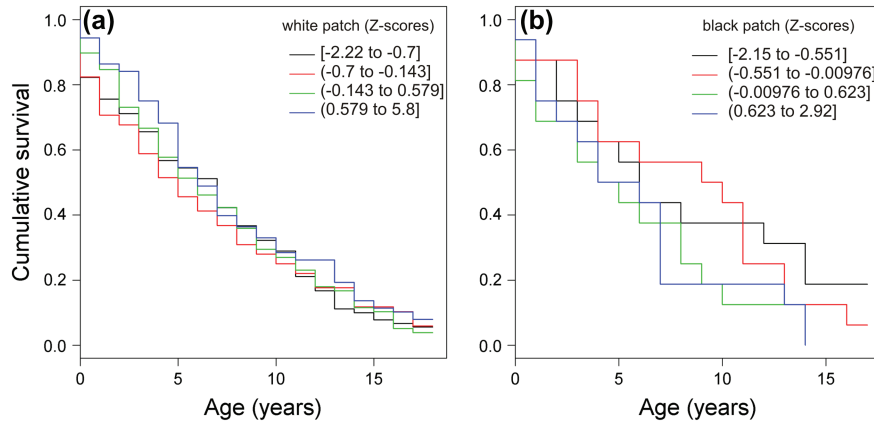 (a)
white patch (Z-scores)
[-2.22 to -0.7]
(-0.7 to -0.143]
(-0.143 to 0.579]
(0.579 to 5.8]
Cumulative survival
1.0
0.8
0.6
0.4
0.2
0.0
0 5 10 15
Age (years)
(b)
black patch (Z-scores)
[-2.15 to -0.551]
(-0.551 to -0.00976]
(-0.00976 to 0.623]
(0.623 to 2.92]
1.0
0.8
0.6
0.4
0.2
0.0
0 5 10 15
Age (years)